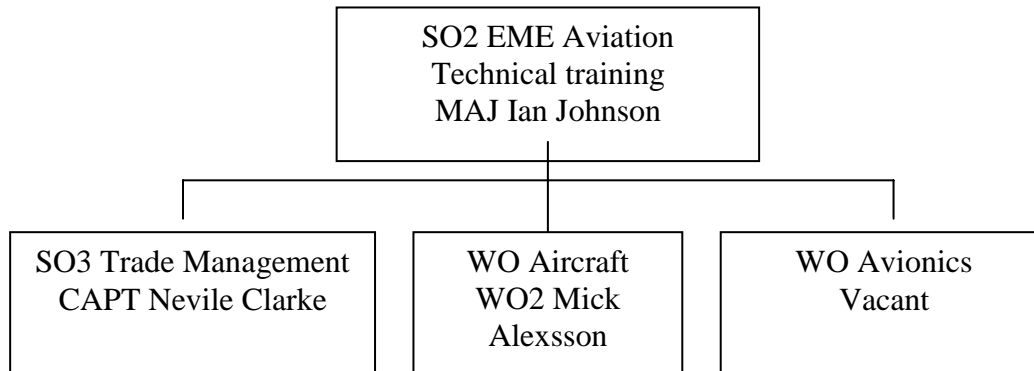 SO2 EME Aviation
Technical training
MAJ Ian Johnson
SO3 Trade Management
CAPT Nevile Clarke
WO Aircraft
WO2 Mick
Alexsson
WO Avionics
Vacant